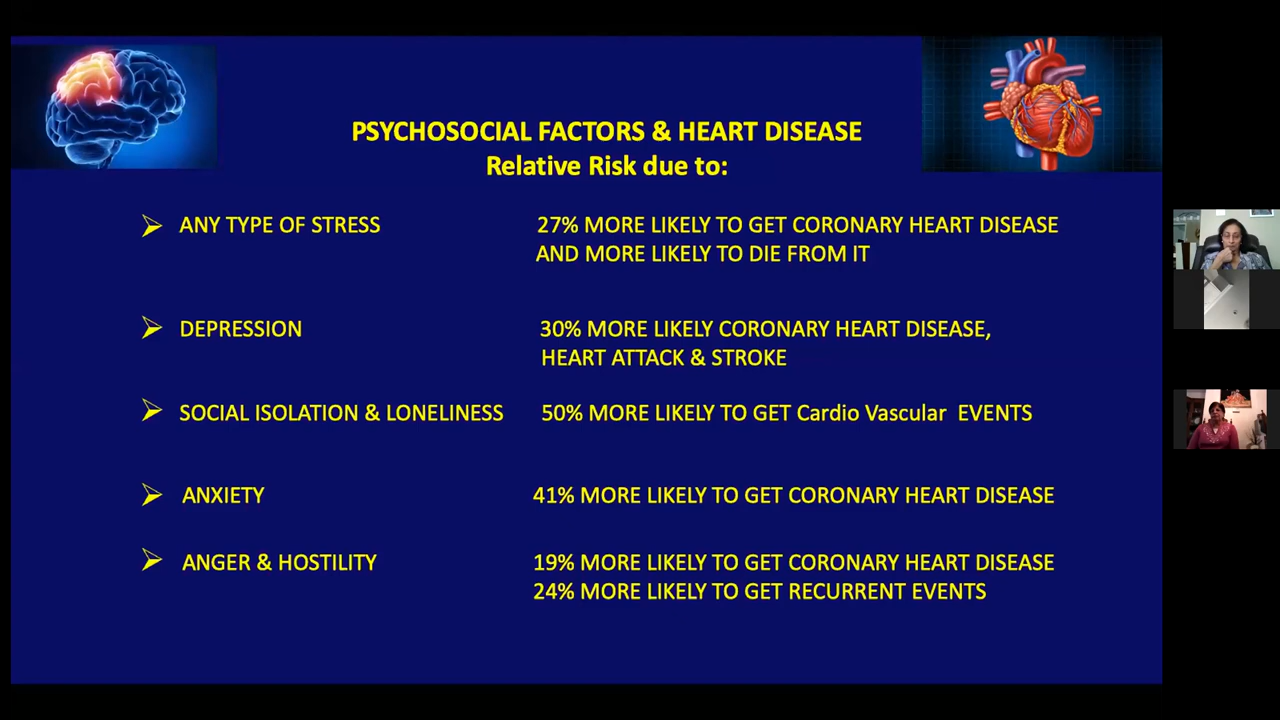 PSYCHOSOCIAL FACTORS & HEART DISEASE
Relative Risk due to:
ANY TYPE OF STRESS 27% MORE LIKELY TO GET CORONARY HEART DISEASE
AND MORE LIKELY TO DIE FROM IT
DEPRESSION 30% MORE LIKELY CORONARY HEART DISEASE,
HEART ATTACK & STROKE
SOCIAL ISOLATION & LONELINESS 50% MORE LIKELY TO GET Cardio Vascular EVENTS
ANXIETY 41% MORE LIKELY TO GET CORONARY HEART DISEASE
ANGER & HOSTILITY 19% MORE LIKELY TO GET CORONARY HEART DISEASE
24% MORE LIKELY TO GET RECURRENT EVENTS